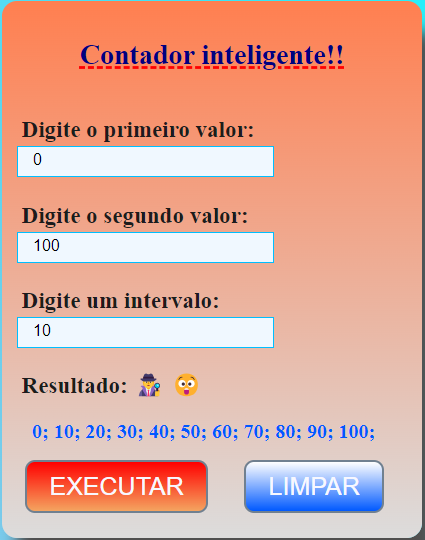 Contador inteligente!!
Digite o primeiro valor:
0
Digite o segundo valor:
100
Digite um intervalo:
10
Resultado: 🕵️‍♀️ 😲
0; 10; 20; 30; 40; 50; 60; 70; 80; 90; 100;
EXECUTAR LIMPAR